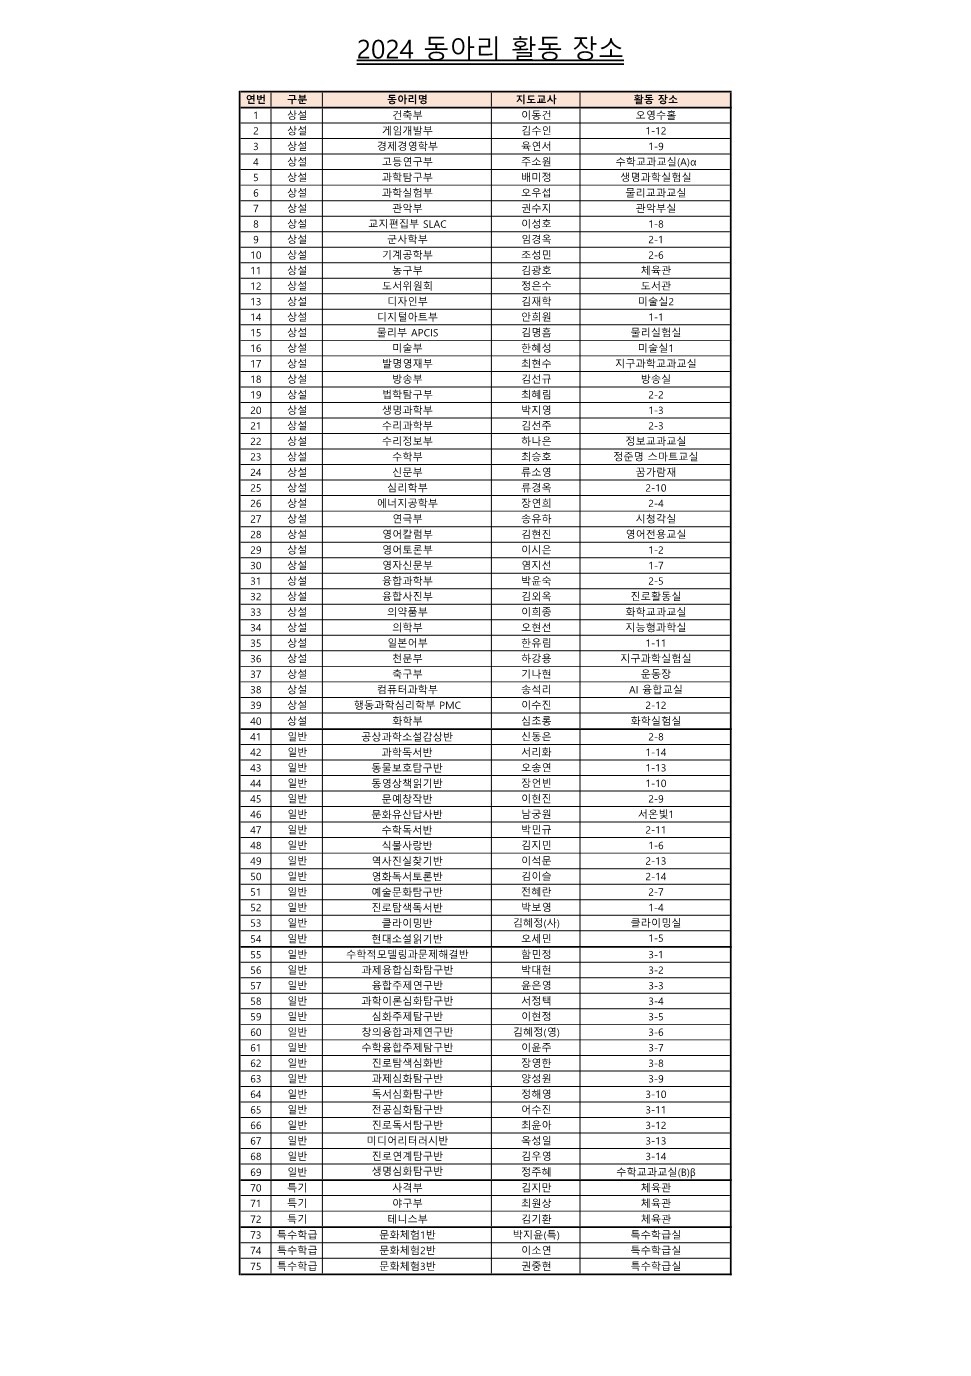 2024 동아리 활동 장소
연번 구분 동아리명 지도교사 활동 장소
1 상설 건축부 이동건 오영수홀
2 상설 게임개발부 김수인 1-12
3 상설 경제경영학부 육연서 1-9
4 상설 고등연구부 주소원 수학교과교실(A)α
5 상설 과학탐구부 배미정 생명과학실험실
6 상설 과학실험부 오우섭 물리교과교실
7 상설 관악부 권수지 관악부실
8 상설 교지편집부 SLAC 이성호 1-8
9 상설 군사학부 임경옥 2-1
10 상설 기계공학부 조성민 2-6
11 상설 농구부 김광호 체육관
12 상설 도서위원회 정은수 도서관
13 상설 디자인부 김재학 미술실2
14 상설 디지털아트부 안희원 1-1
15 상설 물리부 APCIS 김명흠 물리실험실
16 상설 미술부 한혜성 미술실1
17 상설 발명영재부 최현수 지구과학교과교실
18 상설 방송부 김선규 방송실
19 상설 법학탐구부 최혜림 2-2
20 상설 생명과학부 박지영 1-3
21 상설 수리과학부 김선주 2-3
22 상설 수리정보부 하나은 정보교과교실
23 상설 수학부 최승호 정준명 스마트교실
24 상설 신문부 류소영 꿈가람재
25 상설 심리학부 류경옥 2-10
26 상설 에너지공학부 장연희 2-4
27 상설 연극부 송유하 시청각실
28 상설 영어칼럼부 김현진 영어전용교실
29 상설 영어토론부 이시은 1-2
30 상설 영자신문부 염지선 1-7
31 상설 융합과학부 박윤숙 2-5
32 상설 융합사진부 김외옥 진로활동실
33 상설 의약품부 이희종 화학교과교실
34 상설 의학부 오현선 지능형과학실
35 상설 일본어부 한유림 1-11
36 상설 천문부 하강용 지구과학실험실
37 상설 축구부 기나현 운동장
38 상설 컴퓨터과학부 송석리 AI 융합교실
39 상설 행동과학심리학부 PMC 이수진 2-12
40 상설 화학부 심초롱 화학실험실
41 일반 공상과학소설감상반 신동은 2-8
42 일반 과학독서반 서리화 1-14
43 일반 동물보호탐구반 오송연 1-13
44 일반 동영상책읽기반 장언빈 1-10
45 일반 문예창작반 이현진 2-9
46 일반 문화유산답사반 남궁원 서온빛1
47 일반 수학독서반 박민규 2-11
48 일반 식물사랑반 김지민 1-6
49 일반 역사진실찾기반 이석문 2-13
50 일반 영화독서토론반 김이슬 2-14
51 일반 예술문화탐구반 전혜란 2-7
52 일반 진로탐색독서반 박보영 1-4
53 일반 클라이밍반 김혜정(사) 클라이밍실
54 일반 현대소설읽기반 오세민 1-5
55 일반 수학적모델링과문제해결반 함민정 3-1
56 일반 과제융합심화탐구반 박대현 3-2
57 일반 융합주제연구반 윤은영 3-3
58 일반 과학이론심화탐구반 서정택 3-4
59 일반 심화주제탐구반 이현정 3-5
60 일반 창의융합과제연구반 김혜정(영) 3-6
61 일반 수학융합주제탐구반 이윤주 3-7
62 일반 진로탐색심화반 장영한 3-8
63 일반 과제심화탐구반 양성원 3-9
64 일반 독서심화탐구반 정해영 3-10
65 일반 전공심화탐구반 어수진 3-11
66 일반 진로독서탐구반 최윤아 3-12
67 일반 미디어리터러시반 옥성일 3-13
68 일반 진로연계탐구반 김우영 3-14
69 일반 생명심화탐구반 정주혜 수학교과교실(B)β
70 특기 사격부 김지만 체육관
71 특기 야구부 최원상 체육관
72 특기 테니스부 김기환 체육관
73 특수학급 문화체험1반 박지윤(특) 특수학급실
74 특수학급 문화체험2반 이소연 특수학급실
75 특수학급 문화체험3반 권중현 특수학급실